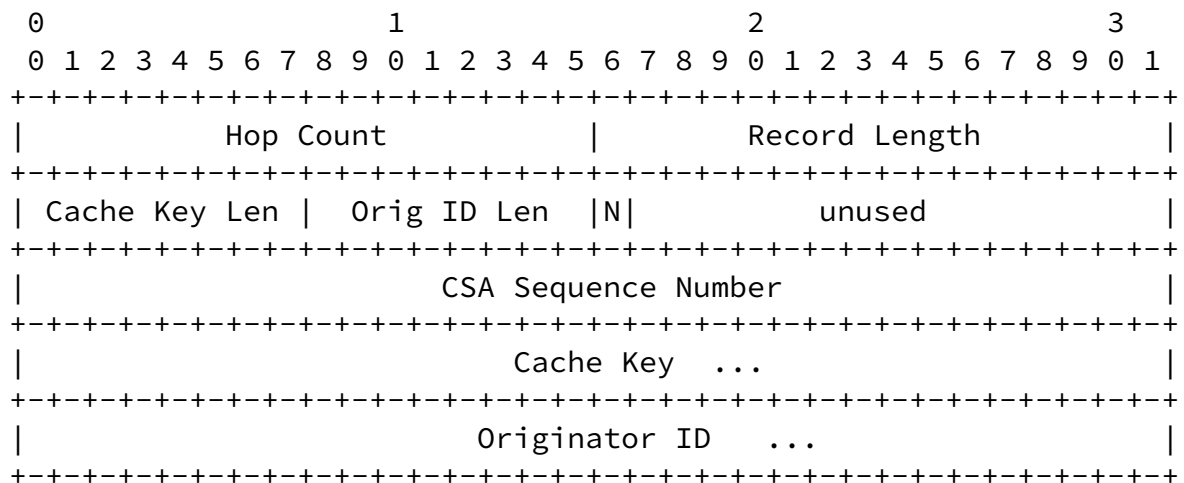 0                   1                   2                   3
 0 1 2 3 4 5 6 7 8 9 0 1 2 3 4 5 6 7 8 9 0 1 2 3 4 5 6 7 8 9 0 1
+-+-+-+-+-+-+-+-+-+-+-+-+-+-+-+-+-+-+-+-+-+-+-+-+-+-+-+-+-+-+-+-+
|           Hop Count           |        Record Length          |
+-+-+-+-+-+-+-+-+-+-+-+-+-+-+-+-+-+-+-+-+-+-+-+-+-+-+-+-+-+-+-+-+
| Cache Key Len |  Orig ID Len  |N|          unused             |
+-+-+-+-+-+-+-+-+-+-+-+-+-+-+-+-+-+-+-+-+-+-+-+-+-+-+-+-+-+-+-+-+
|                       CSA Sequence Number                     |
+-+-+-+-+-+-+-+-+-+-+-+-+-+-+-+-+-+-+-+-+-+-+-+-+-+-+-+-+-+-+-+-+
|                           Cache Key  ...                      |
+-+-+-+-+-+-+-+-+-+-+-+-+-+-+-+-+-+-+-+-+-+-+-+-+-+-+-+-+-+-+-+-+
|                         Originator ID   ...                   |
+-+-+-+-+-+-+-+-+-+-+-+-+-+-+-+-+-+-+-+-+-+-+-+-+-+-+-+-+-+-+-+-+